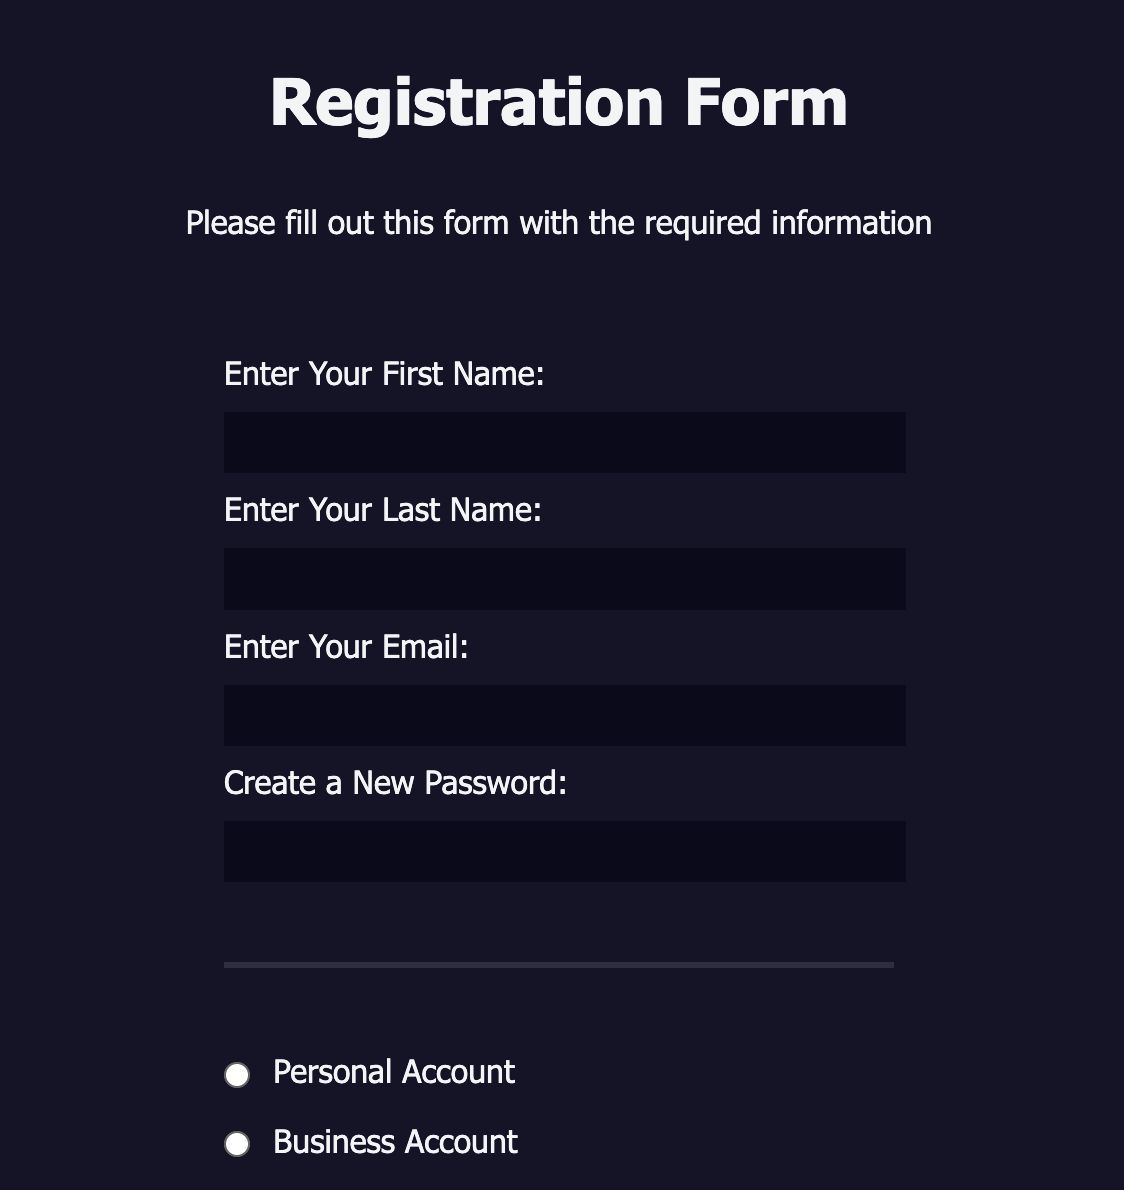 Registration Form
Please fill out this form with the required information
Enter Your First Name:
Enter Your Last Name:
Enter Your Email:
Create a New Password:
Personal Account
Business Account